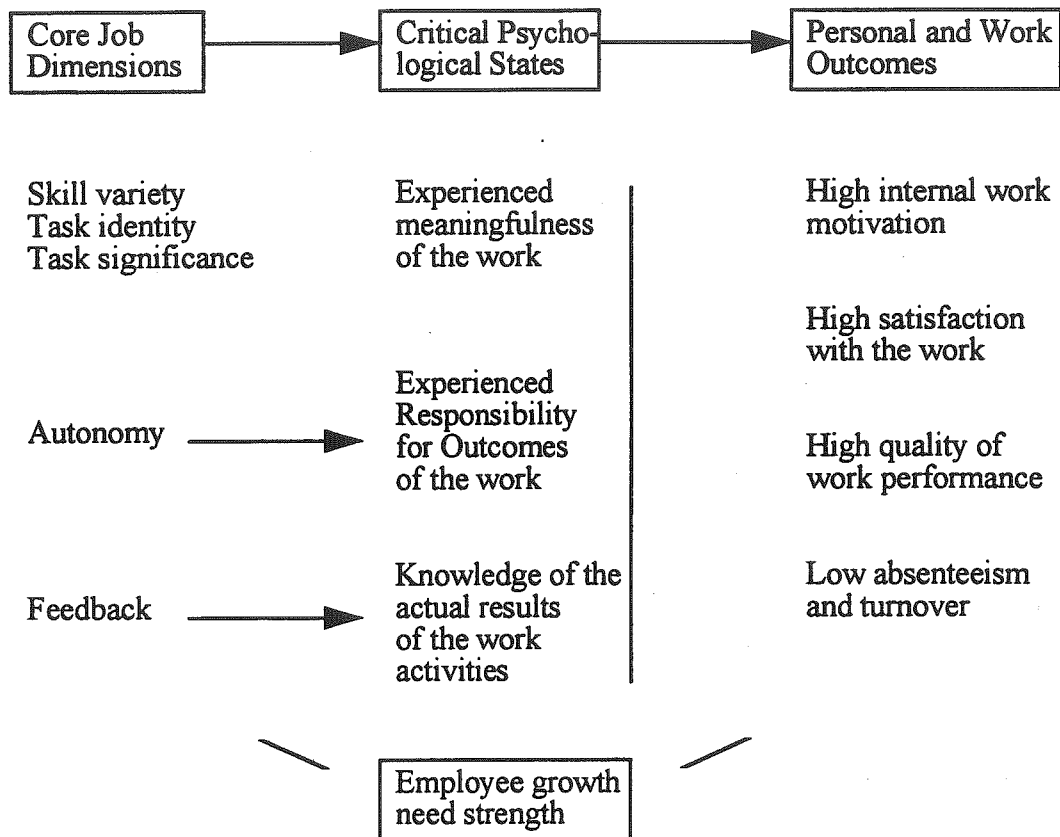 Core Job
Dimensions
Critical Psycho-
logical States
Personal and Work
Outcomes
Skill variety
Task identity
Task significance
Experienced
meaningfulness
of the work
High internal work
motivation
High satisfaction
with the work
Autonomy
Experienced
Responsibility
for Outcomes
of the work
High quality of
work performance
Feedback
Knowledge of the
actual results
of the work
activities
Low absenteeism
and turnover
Employee growth
need strength